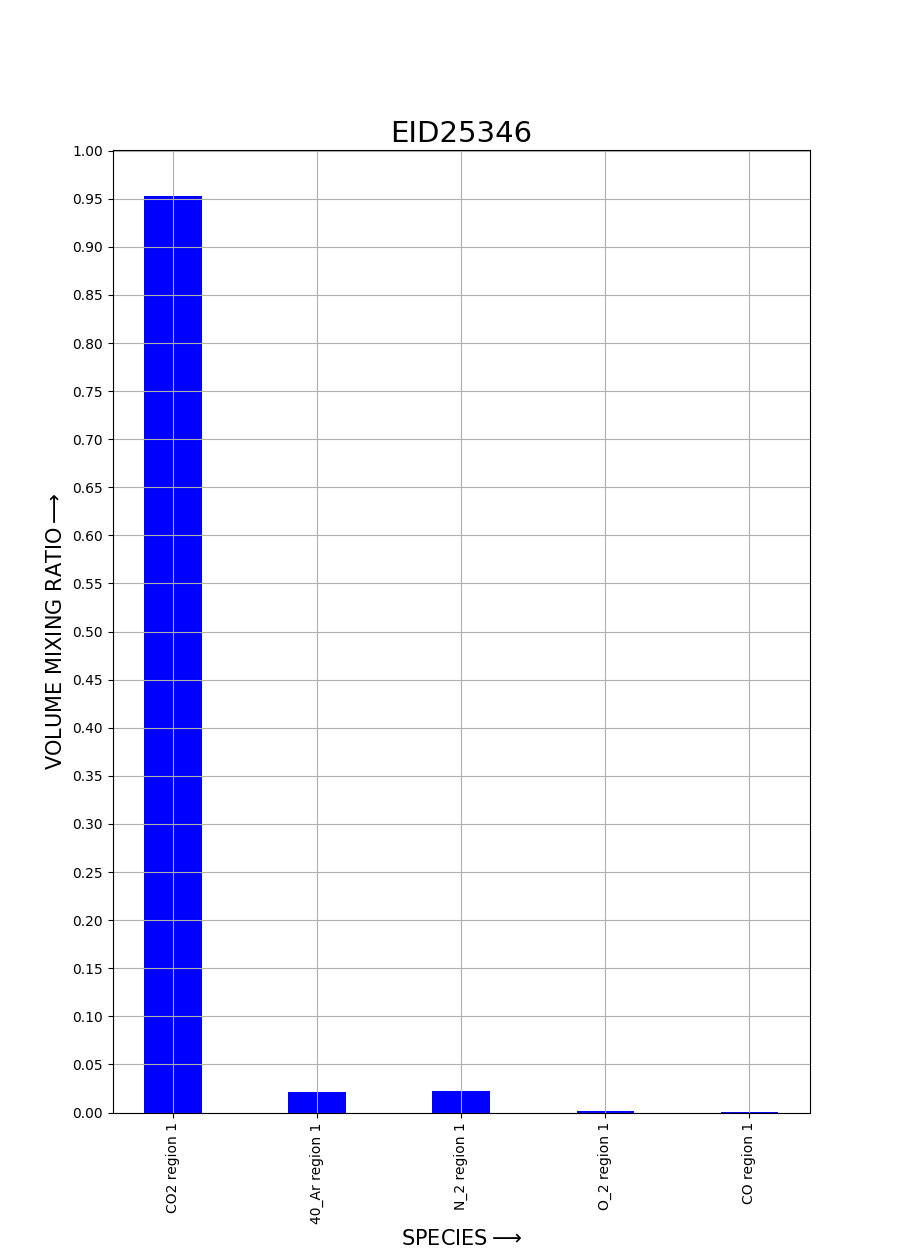 EID25346
1.00
0.95
0.90
0.85
0.80
0.75
0.70
0.65
0.60
0.55
0.50
0.45
0.40
0.35
0.30
0.25
0.20
0.15
0.10
0.05
0.00
VOLUME MIXING RATIO ⟶
CO2 region 1
40_Ar region 1
N_2 region 1
O_2 region 1
CO region 1
SPECIES ⟶